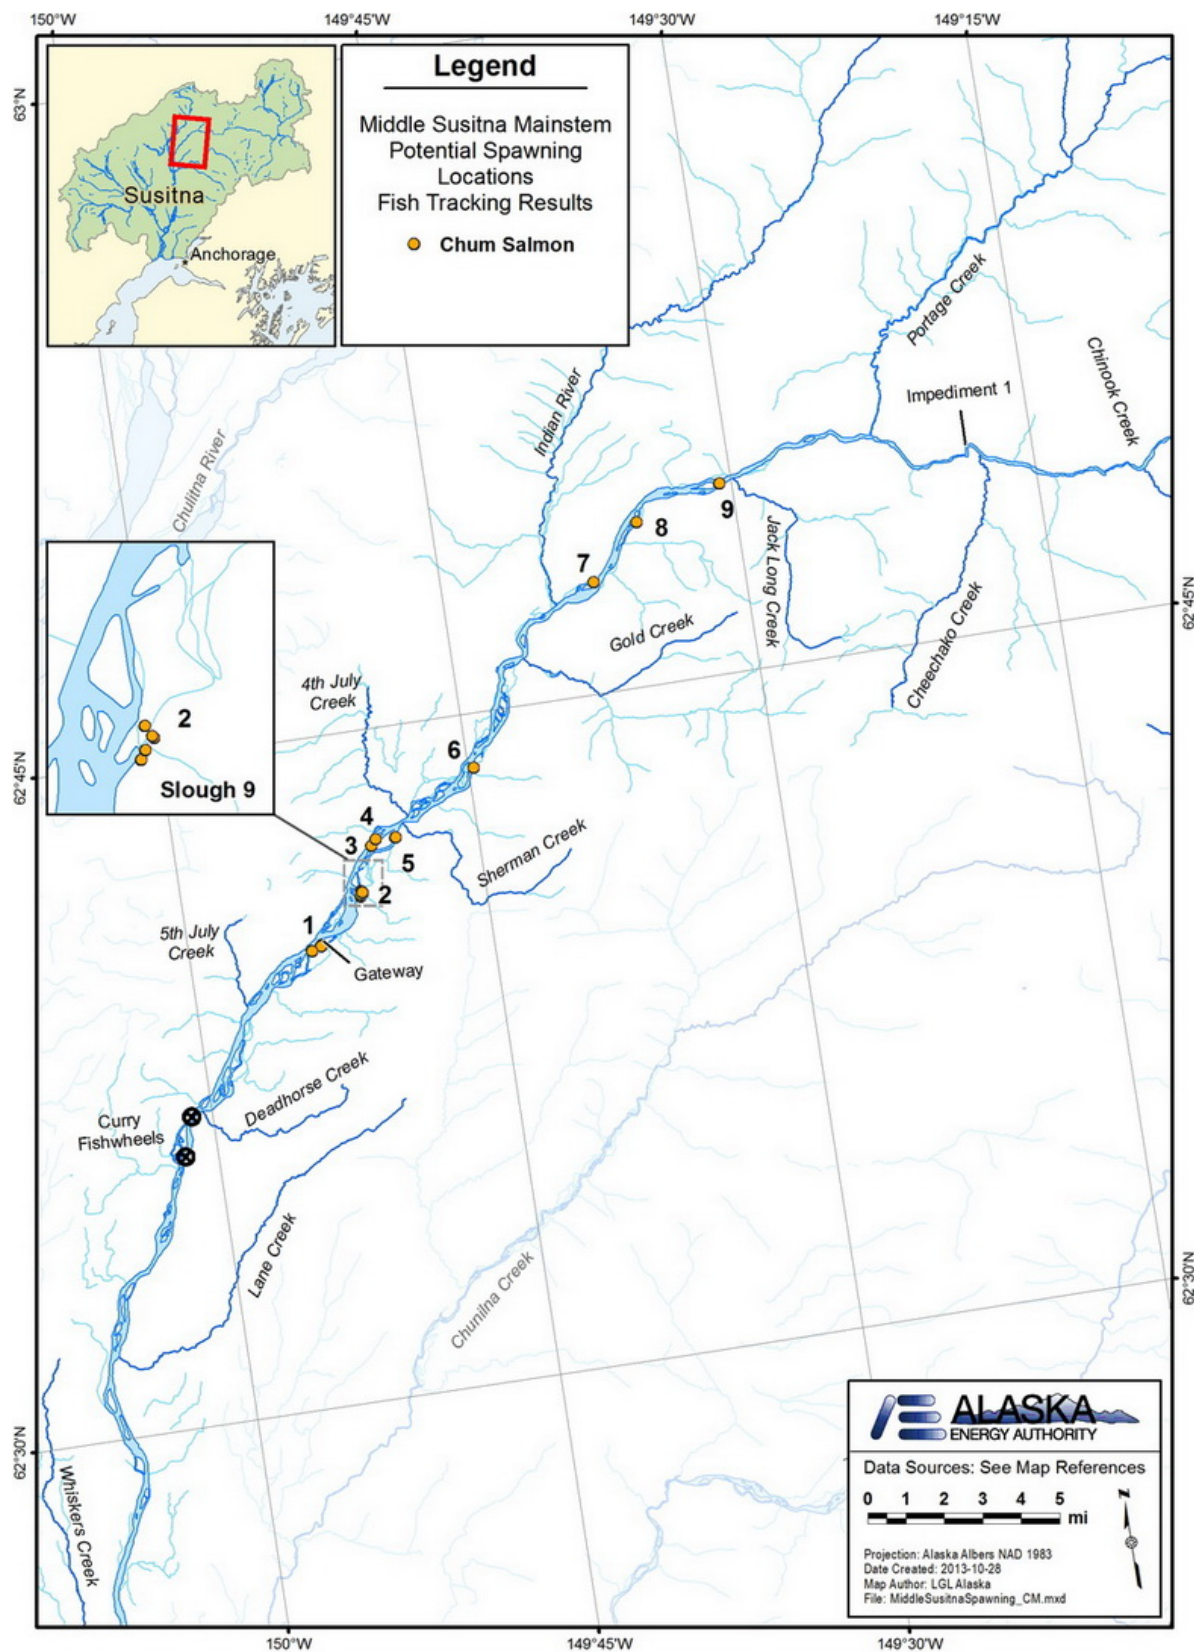 150°W
149°45'W
149°30'W
149°15'W
63°N
Susitna
Anchorage
Legend
Middle Susitna Mainstem
Potential Spawning
Locations
Fish Tracking Results
Chum Salmon
Portage Creek
Chinook Creek
Impediment 1
Indian River
Chulitna River
9
8
Jack Long Creek
7
Cheechako Creek
62°45'N
Gold Creek
4th July
Creek
2
Slough 9
6
62°45'N
4
3
5
Sherman Creek
2
1
5th July
Creek
Gateway
Deadhorse Creek
Curry
Fishwheels
Lane Creek
Chunilna Creek
62°30'N
62°30'N
Whiskers Creek
ALASKA
ENERGY AUTHORITY
Data Sources: See Map References
0 1 2 3 4 5
mi
N
Projection: Alaska Albers NAD 1983
Date Created: 2013-10-28
Map Author: LGL Alaska
File: MiddleSusitnaSpawning_CM.mxd
150°W
149°45'W
149°30'W